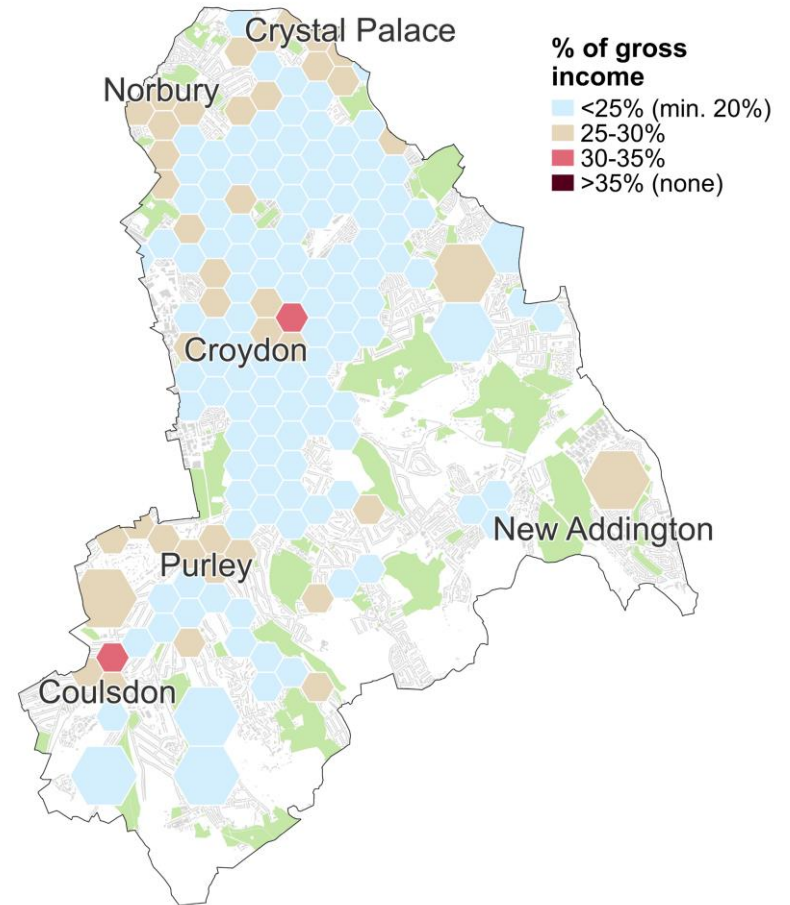 Crystal Palace
% of gross
income
<25% (min. 20%)
25-30%
30-35%
>35% (none)
Norbury
Croydon
New Addington
Purley
Coulsdon